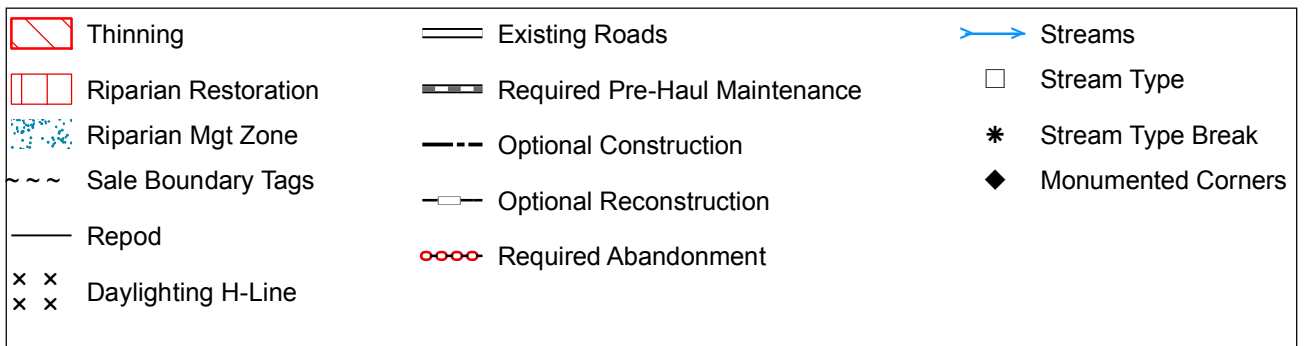 Thinning
Riparian Restoration
Riparian Mgt Zone
Sale Boundary Tags
Repod
Daylighting H-Line
Existing Roads
Required Pre-Haul Maintenance
Optional Construction
Optional Reconstruction
Required Abandonment
Streams
Stream Type
Stream Type Break
Monumented Corners